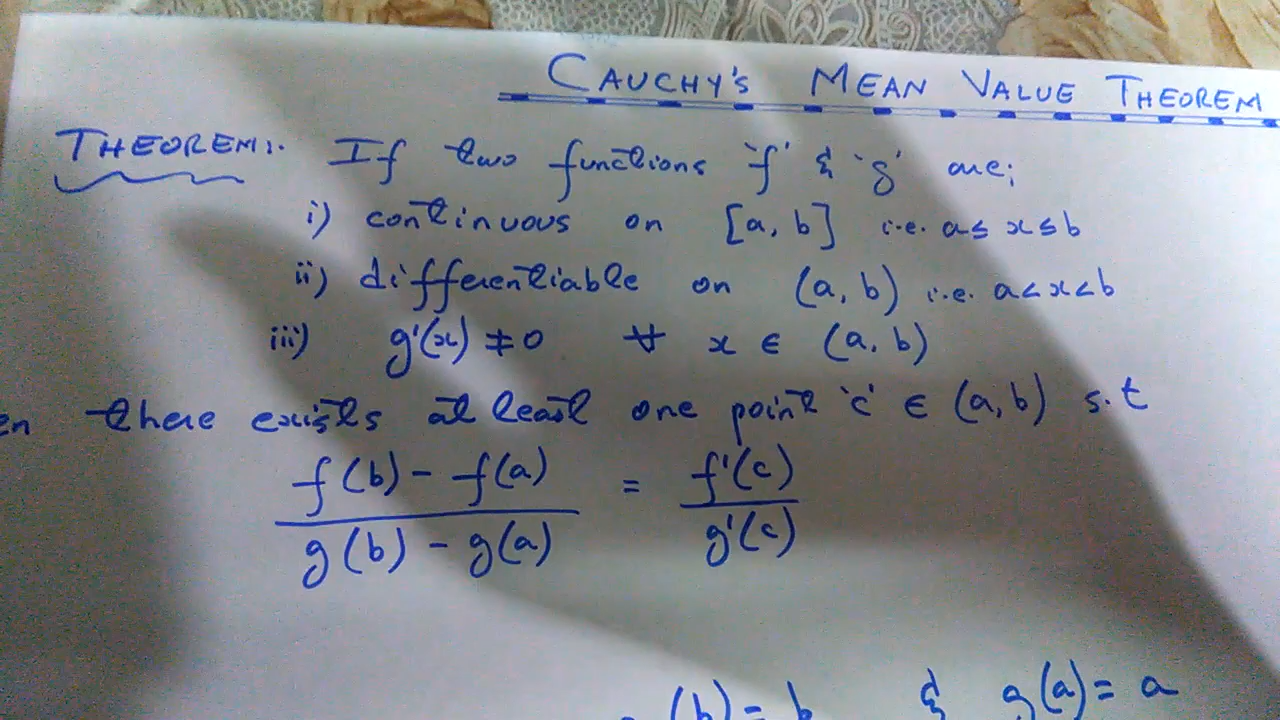 CAUCHY's MEAN VALUE THEOREM
THEOREM:. If two functions 'f' & 'g' are;
i) continuous on [a, b] i.e. a≤ x≤b
ii) differentiable on (a, b) i.e. a<x<b
iii) g'(x) ≠ 0 ∀ x ∈ (a, b)
en there exists at least one point 'c' ∈ (a, b) s.t
f(b) - f(a) = f'(c)
g(b) - g(a) g'(c)
(b) = b & g(a) = a